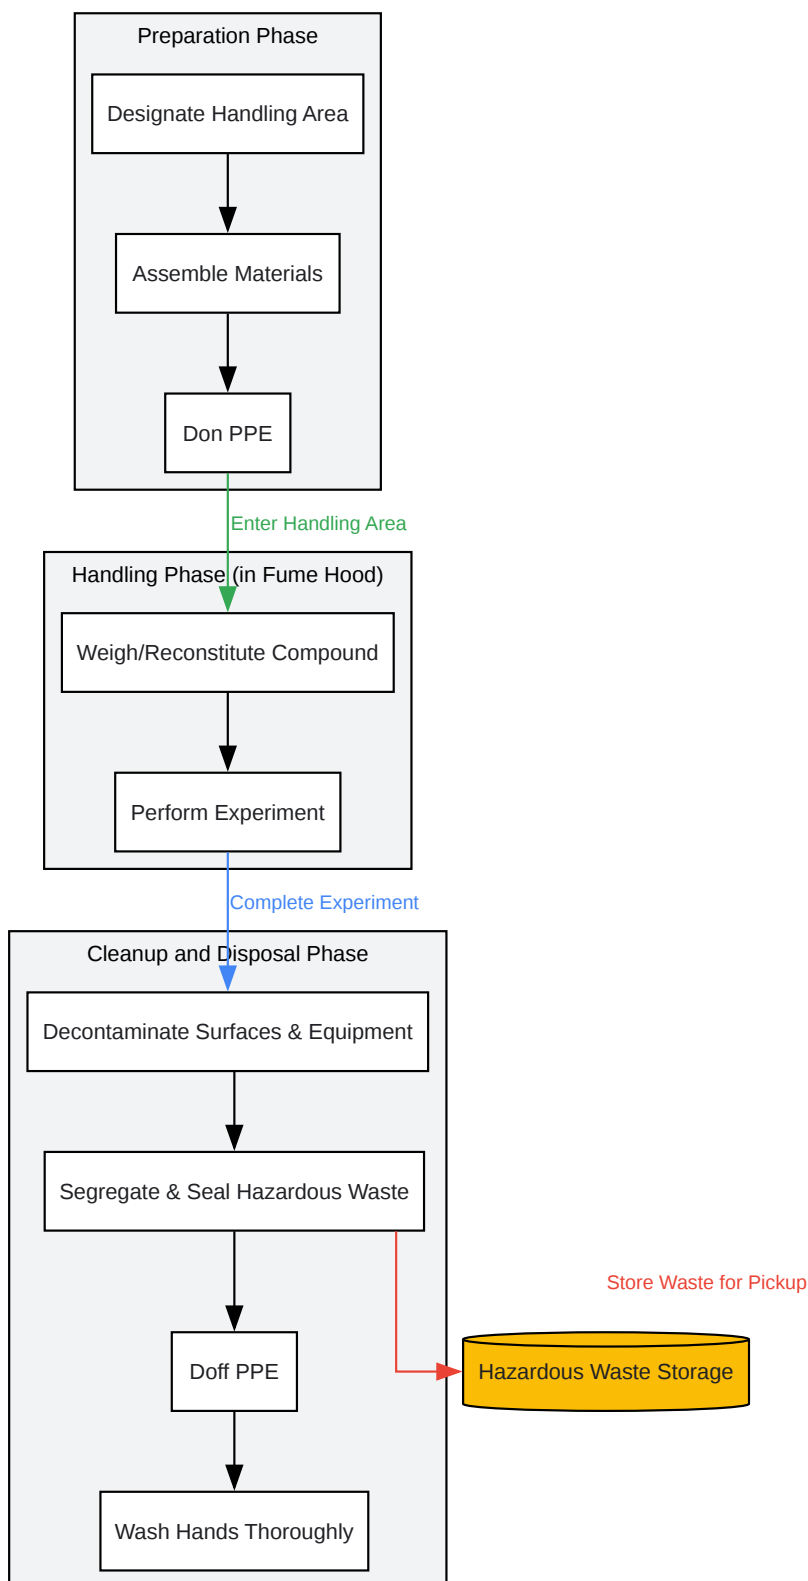 Preparation Phase
Designate Handling Area
Assemble Materials
Don PPE
Enter Handling Area
Handling Phase (in Fume Hood)
Weigh/Reconstitute Compound
Perform Experiment
Complete Experiment
Cleanup and Disposal Phase
Decontaminate Surfaces & Equipment
Segregate & Seal Hazardous Waste
Store Waste for Pickup
Doff PPE
Hazardous Waste Storage
Wash Hands Thoroughly